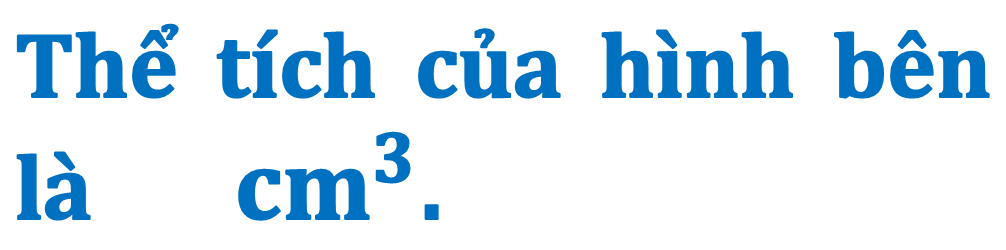 Thể tích của hình bên
là cm³.